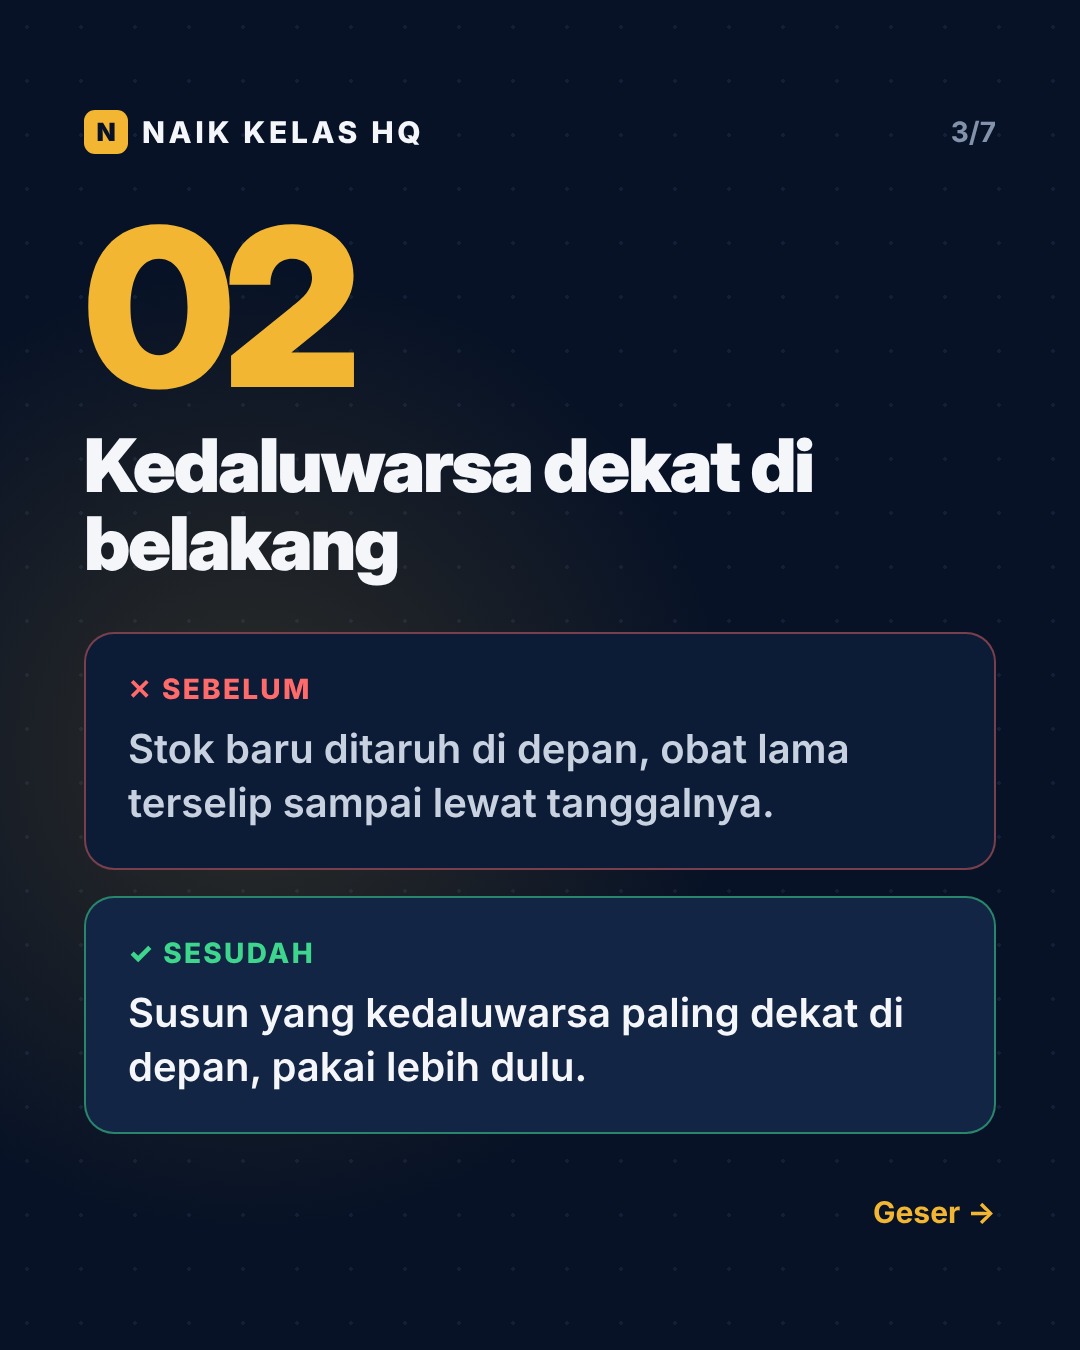 N NAIK KELAS HQ
3/7
02
Kedaluwarsa dekat di
belakang
✕ SEBELUM
Stok baru ditaruh di depan, obat lama
terselip sampai lewat tanggalnya.
✓ SESUDAH
Susun yang kedaluwarsa paling dekat di
depan, pakai lebih dulu.
Geser →